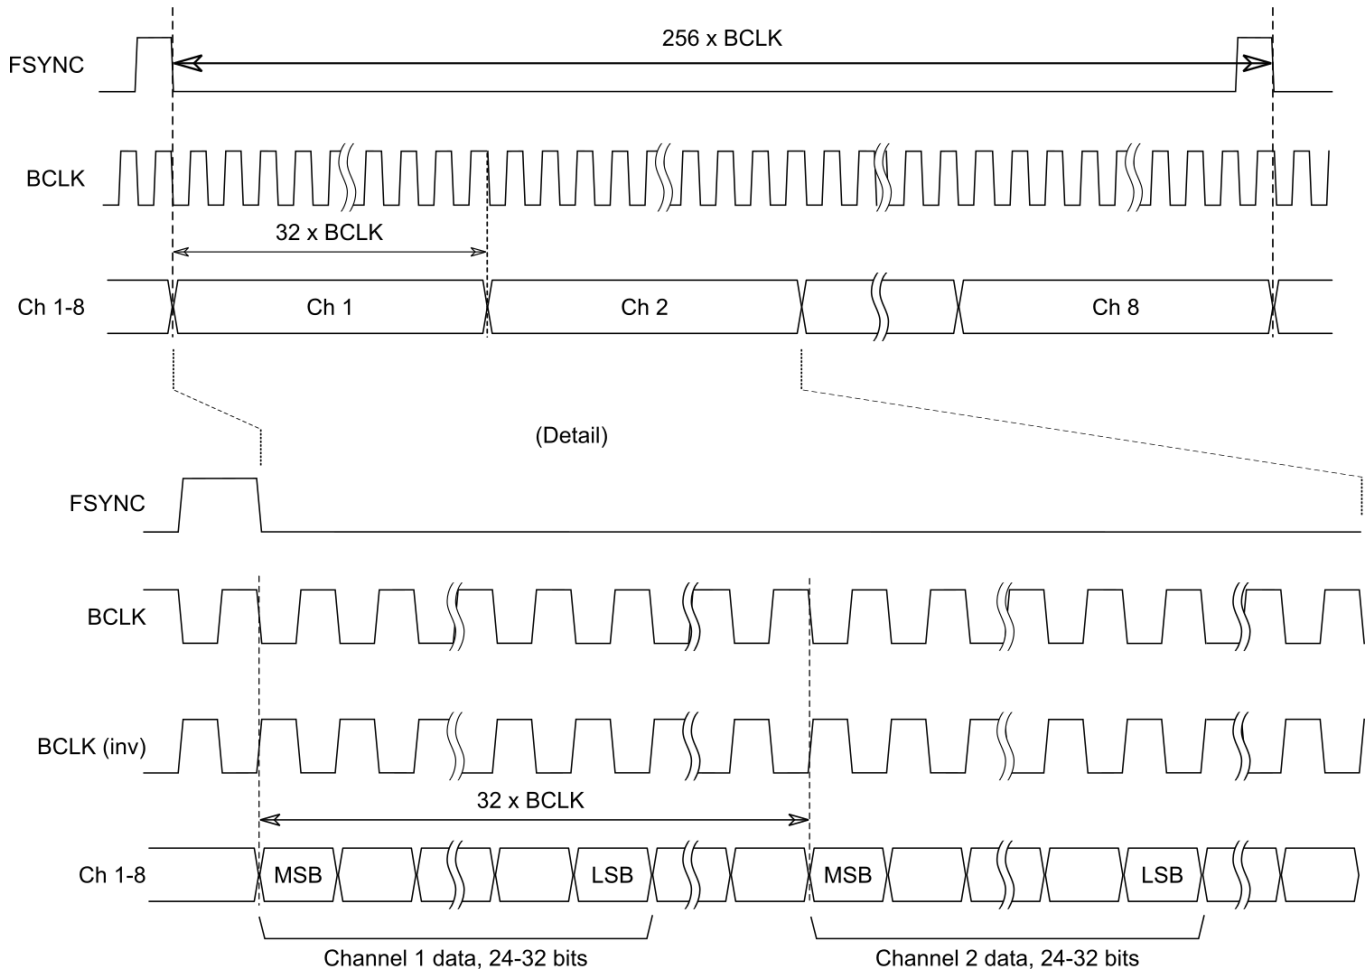 256 x BCLK
FSYNC
BCLK
32 x BCLK
Ch 1-8
Ch 1
Ch 2
Ch 8
(Detail)
FSYNC
BCLK
BCLK (inv)
32 x BCLK
Ch 1-8
MSB
LSB
MSB
LSB
Channel 1 data, 24-32 bits
Channel 2 data, 24-32 bits